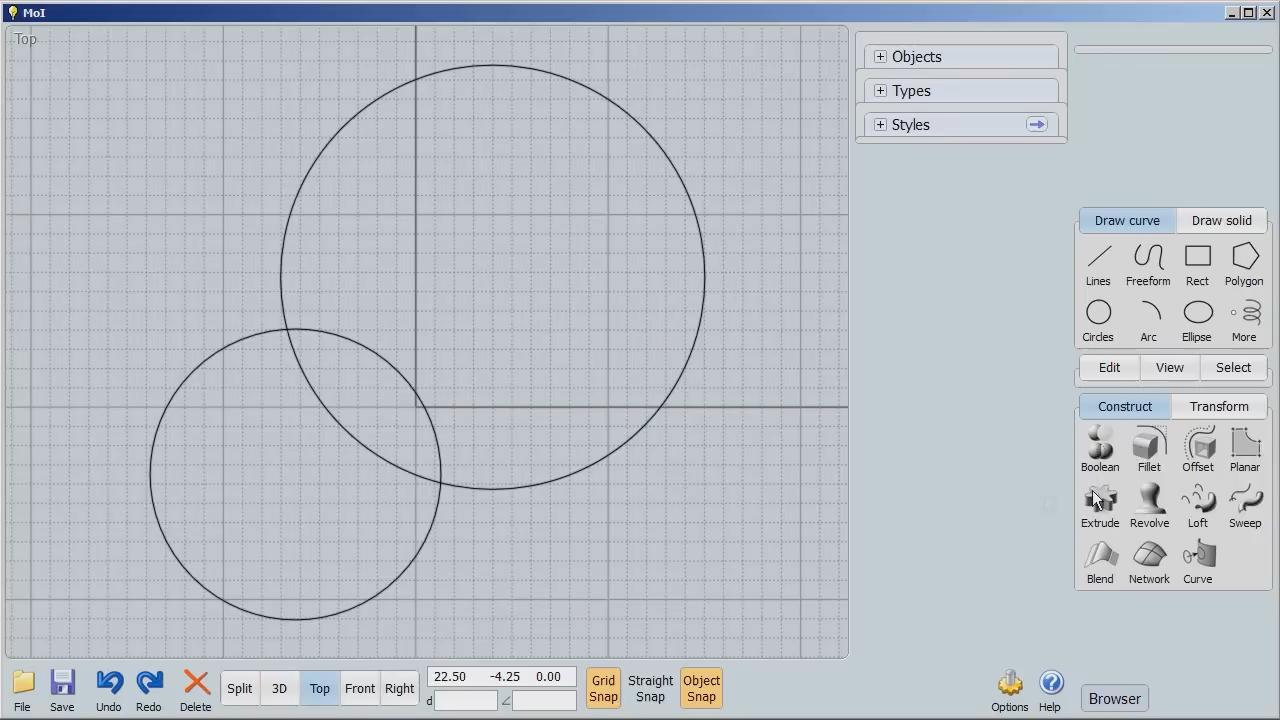 MoI
Top
Objects
Types
Styles
Draw curve Draw solid
Lines Freeform Rect Polygon
Circles Arc Ellipse More
Edit View Select
Construct Transform
Boolean Fillet Offset Planar
Extrude Revolve Loft Sweep
Blend Network Curve
File Save Undo Redo Delete
Split 3D Top Front Right
22.50 -4.25 0.00
d
Grid Snap
Straight Snap
Object Snap
Options Help
Browser